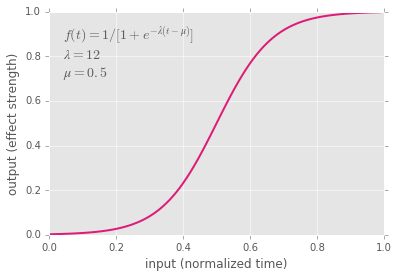 1.0
f(t) = 1/[1 + e^{-λ(t-μ)}]
λ = 12
μ = 0.5
0.8
0.6
0.4
0.2
0.0
output (effect strength)
0.0 0.2 0.4 0.6 0.8 1.0
input (normalized time)